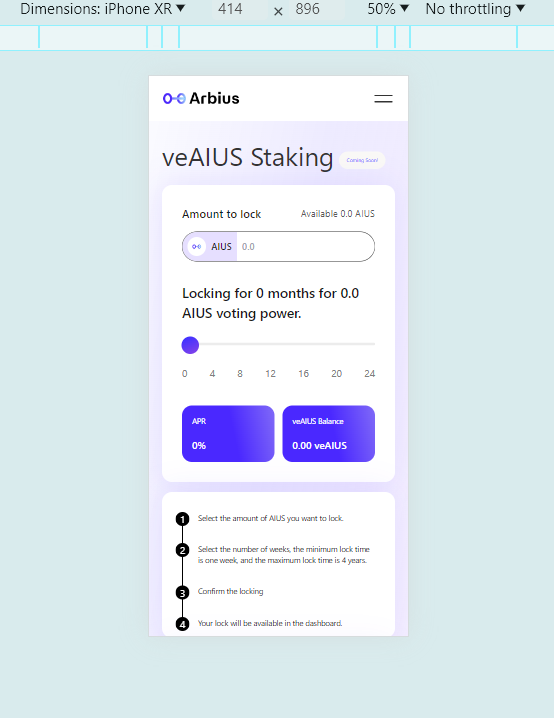 Dimensions: iPhone XR ▼ 414 × 896 50% ▼ No throttling ▼
Arbius
veAIUS Staking Coming Soon!
Amount to lock Available 0.0 AIUS
AIUS 0.0
Locking for 0 months for 0.0
AIUS voting power.
0 4 8 12 16 20 24
APR veAIUS Balance
0% 0.00 veAIUS
1 Select the amount of AIUS you want to lock.
2 Select the number of weeks, the minimum lock time
is one week, and the maximum lock time is 4 years.
3 Confirm the locking
4 Your lock will be available in the dashboard.